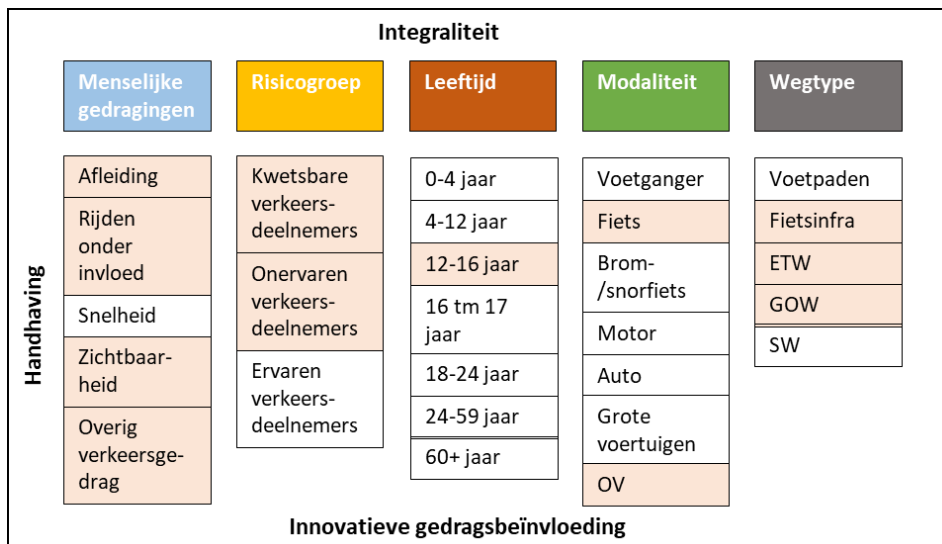 Integraliteit
Handhaving
Menselijke
gedragingen
Afleiding
Rijden
onder
invloed
Snelheid
Zichtbaar-
heid
Overig
verkeersge-
drag
Risicogroep
Kwetsbare
verkeers-
deelnemers
Onervaren
verkeers-
deelnemers
Ervaren
verkeers-
deelnemers
Leeftijd
0-4 jaar
4-12 jaar
12-16 jaar
16 tm 17
jaar
18-24 jaar
24-59 jaar
60+ jaar
Modaliteit
Voetganger
Fiets
Brom-
/snorfiets
Motor
Auto
Grote
voertuigen
OV
Wegtype
Voetpaden
Fietsinfra
ETW
GOW
SW
Innovatieve gedragsbeïnvloeding